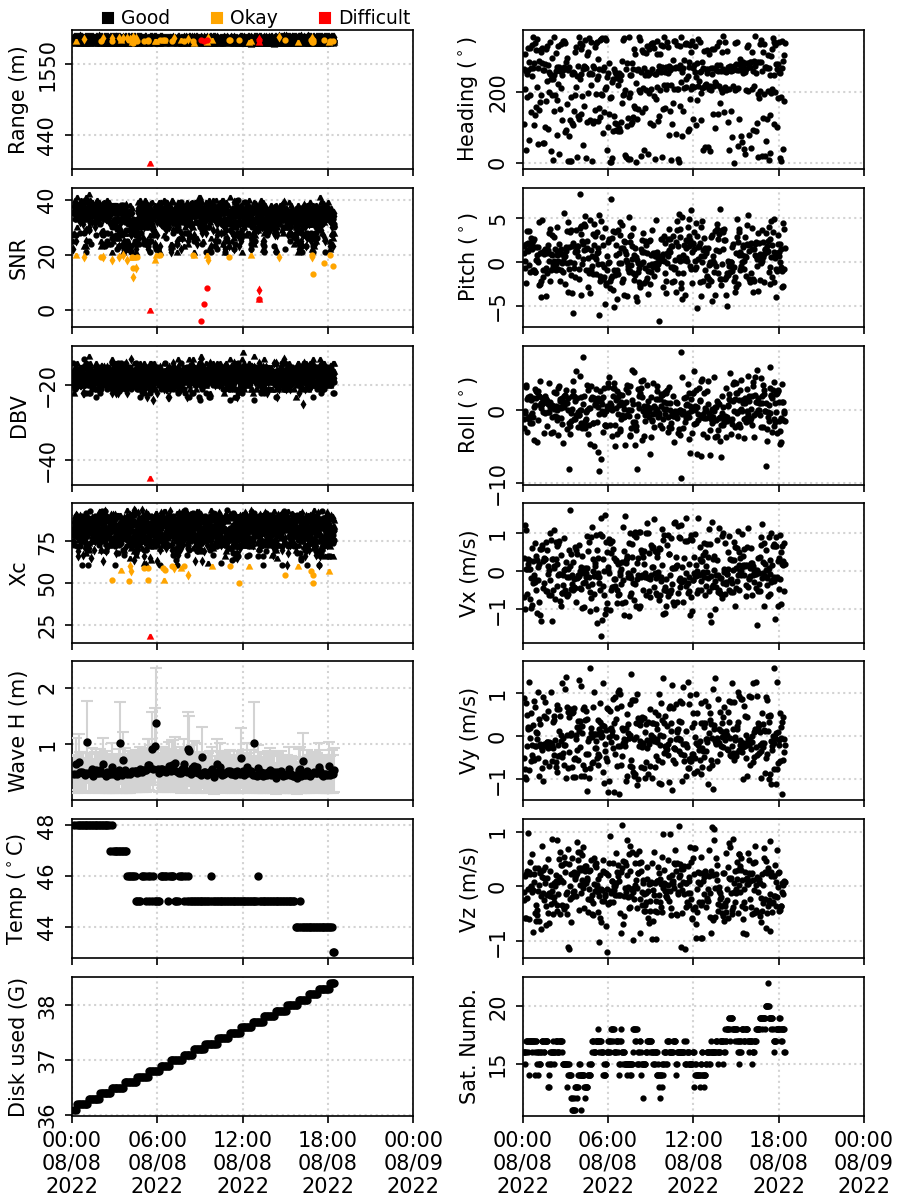 Good Okay Difficult
Range (m)
1550
440
Heading (°)
200
0
SNR
40
20
0
Pitch (°)
5
0
−5
DBV
−20
−40
Roll (°)
0
−10
Xc
75
50
25
Vx (m/s)
1
0
−1
Wave H (m)
2
1
Vy (m/s)
1
0
−1
Temp (°C)
48
46
44
Vz (m/s)
1
0
−1
Disk used (G)
38
37
36
Sat. Numb.
20
15
00:00 06:00 12:00 18:00 00:00
08/08 08/08 08/08 08/08 08/09
2022 2022 2022 2022 2022
00:00 06:00 12:00 18:00 00:00
08/08 08/08 08/08 08/08 08/09
2022 2022 2022 2022 2022